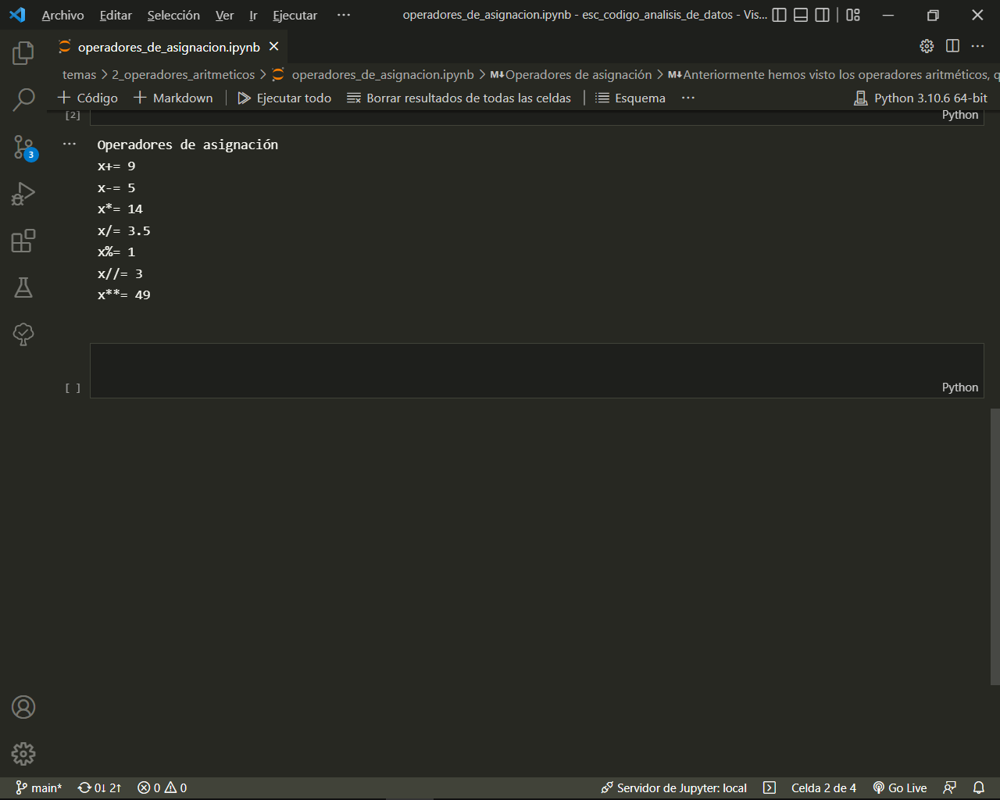 Archivo Editar Selección Ver Ir Ejecutar ··· operadores_de_asignacion.ipynb - esc_codigo_analisis_de_datos - Vis...
operadores_de_asignacion.ipynb
temas > 2_operadores_aritmeticos > operadores_de_asignacion.ipynb > M↓Operadores de asignación > M↓Anteriormente hemos visto los operadores aritméticos, q
+ Código + Markdown Ejecutar todo Borrar resultados de todas las celdas Esquema ··· Python 3.10.6 64-bit
[2] Python
3
··· Operadores de asignación
x+= 9
x-= 5
x*= 14
x/= 3.5
x%= 1
x//= 3
x**= 49
[ ] Python
main* 0↓ 2↑ 0 0 Servidor de Jupyter: local Celda 2 de 4 Go Live